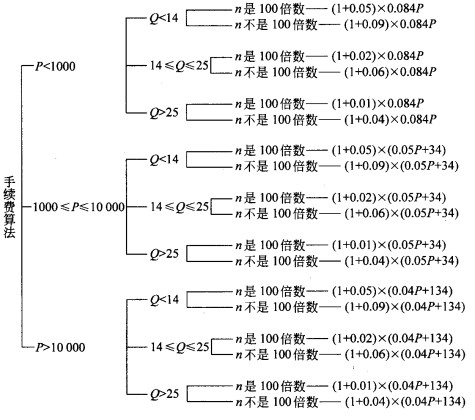 手续费算法
P<1000
Q<14
n是100倍数——(1+0.05)×0.084P
n不是100倍数——(1+0.09)×0.084P
14≤Q≤25
n是100倍数——(1+0.02)×0.084P
n不是100倍数——(1+0.06)×0.084P
Q>25
n是100倍数——(1+0.01)×0.084P
n不是100倍数——(1+0.04)×0.084P
1000≤P≤10 000
Q<14
n是100倍数——(1+0.05)×(0.05P+34)
n不是100倍数——(1+0.09)×(0.05P+34)
14≤Q≤25
n是100倍数——(1+0.02)×(0.05P+34)
n不是100倍数——(1+0.06)×(0.05P+34)
Q>25
n是100倍数——(1+0.01)×(0.05P+34)
n不是100倍数——(1+0.04)×(0.05P+34)
P>10 000
Q<14
n是100倍数——(1+0.05)×(0.04P+134)
n不是100倍数——(1+0.09)×(0.04P+134)
14≤Q≤25
n是100倍数——(1+0.02)×(0.04P+134)
n不是100倍数——(1+0.06)×(0.04P+134)
Q>25
n是100倍数——(1+0.01)×(0.04P+134)
n不是100倍数——(1+0.04)×(0.04P+134)